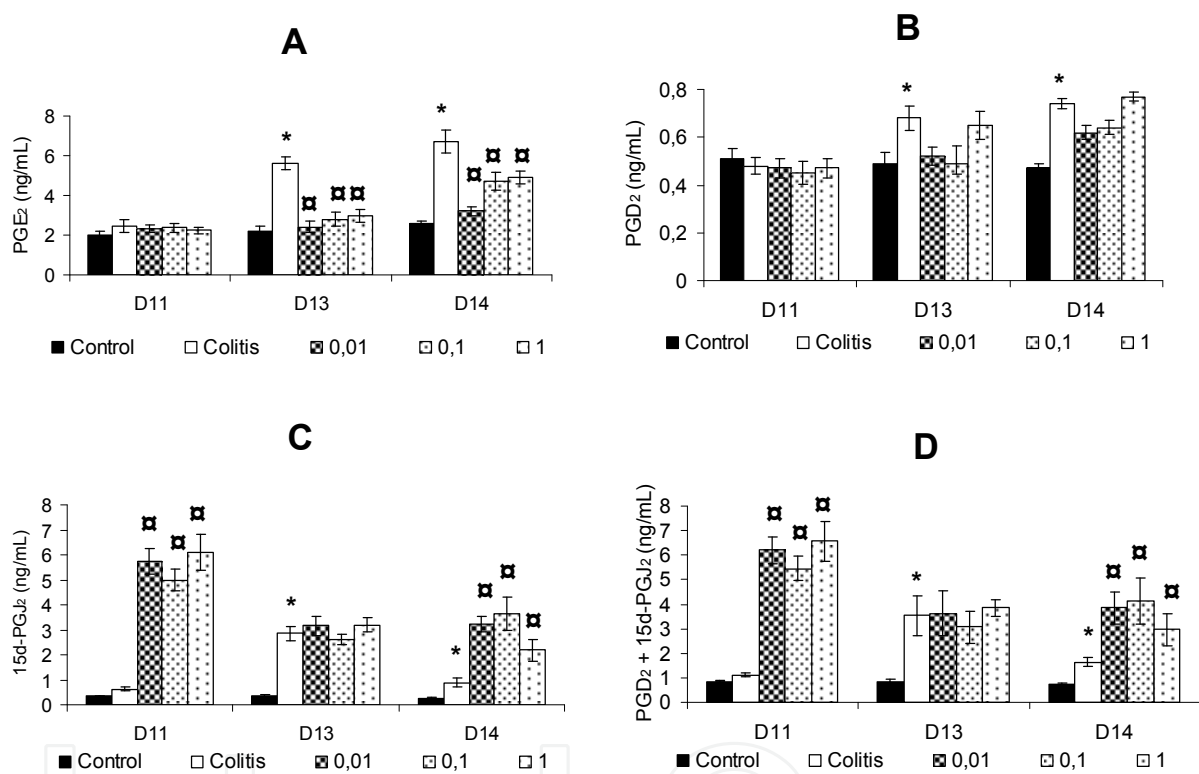 A
PGE₂ (ng/mL)
8
6
4
2
0
*
*
¤
¤
¤
¤
¤
¤
D11
D13
D14
Control
Colitis
0,01
0,1
1
B
PGD₂ (ng/mL)
0,8
0,6
0,4
0,2
0
*
*
D11
D13
D14
Control
Colitis
0,01
0,1
1
C
15d-PGJ₂ (ng/mL)
8
7
6
5
4
3
2
1
0
¤
¤
¤
*
*
¤
¤
¤
D11
D13
D14
Control
Colitis
0,01
0,1
1
D
PGD₂ + 15d-PGJ₂ (ng/mL)
8
7
6
5
4
3
2
1
0
¤
¤
¤
*
*
¤
¤
¤
D11
D13
D14
Control
Colitis
0,01
0,1
1